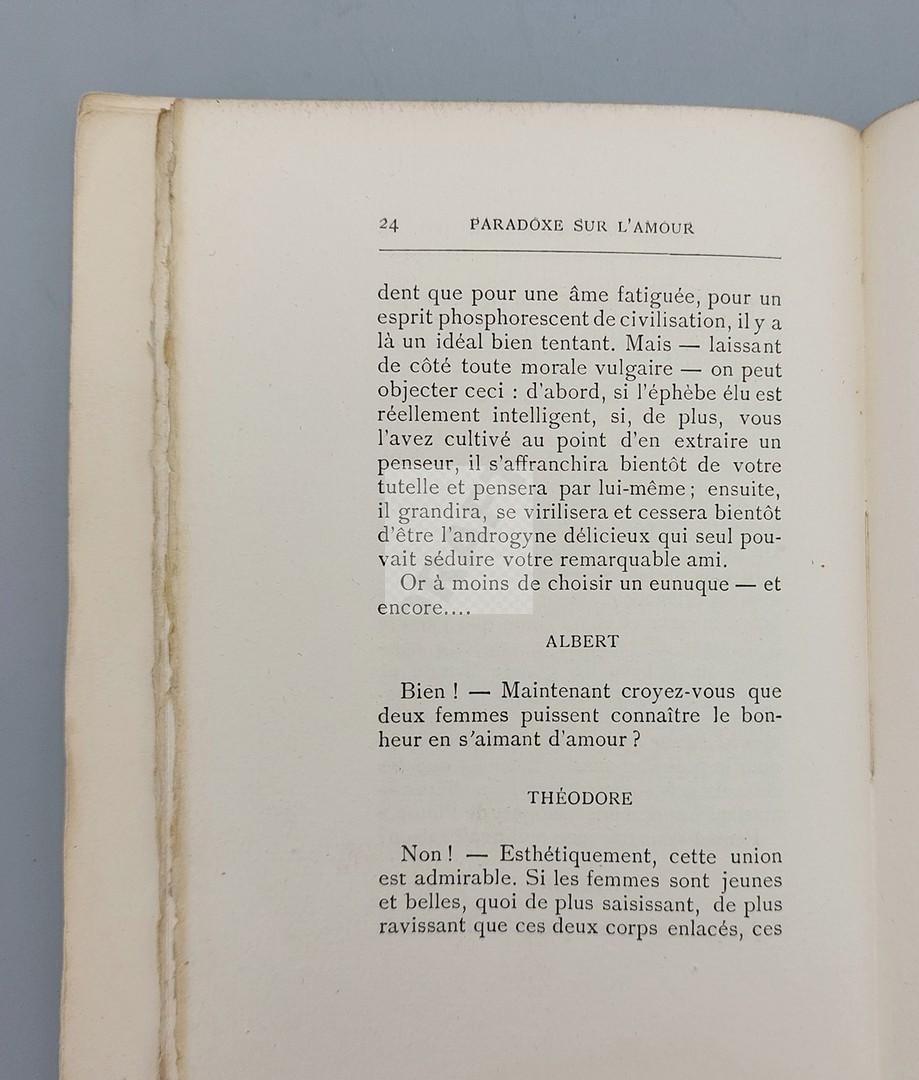 24 PARADOXE SUR L'AMOUR
dent que pour une âme fatiguée, pour un
esprit phosphorescent de civilisation, il y a
là un idéal bien tentant. Mais — laissant
de côté toute morale vulgaire — on peut
objecter ceci : d'abord, si l'éphèbe élu est
réellement intelligent, si, de plus, vous
l'avez cultivé au point d'en extraire un
penseur, il s'affranchira bientôt de votre
tutelle et pensera par lui-même ; ensuite,
il grandira, se virilisera et cessera bientôt
d'être l'androgyne délicieux qui seul pou-
vait séduire votre remarquable ami.
Or à moins de choisir un eunuque — et
encore....
ALBERT
Bien ! — Maintenant croyez-vous que
deux femmes puissent connaître le bon-
heur en s'aimant d'amour ?
THÉODORE
Non ! — Esthétiquement, cette union
est admirable. Si les femmes sont jeunes
et belles, quoi de plus saisissant, de plus
ravissant que ces deux corps enlacés, ces